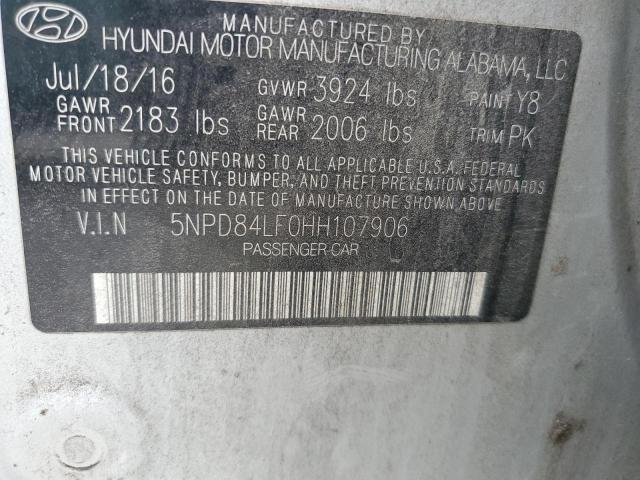 MANUFACTURED BY
HYUNDAI MOTOR MANUFACTURING ALABAMA, LLC
Jul/18/16 GVWR 3924 lbs PAINT Y8
GAWR FRONT 2183 lbs GAWR REAR 2006 lbs TRIM PK
THIS VEHICLE CONFORMS TO ALL APPLICABLE U.S.A. FEDERAL
MOTOR VEHICLE SAFETY, BUMPER, AND THEFT PREVENTION STANDARDS
IN EFFECT ON THE DATE OF MANUFACTURE SHOWN ABOVE.
V.I.N 5NPD84LF0HH107906
PASSENGER-CAR